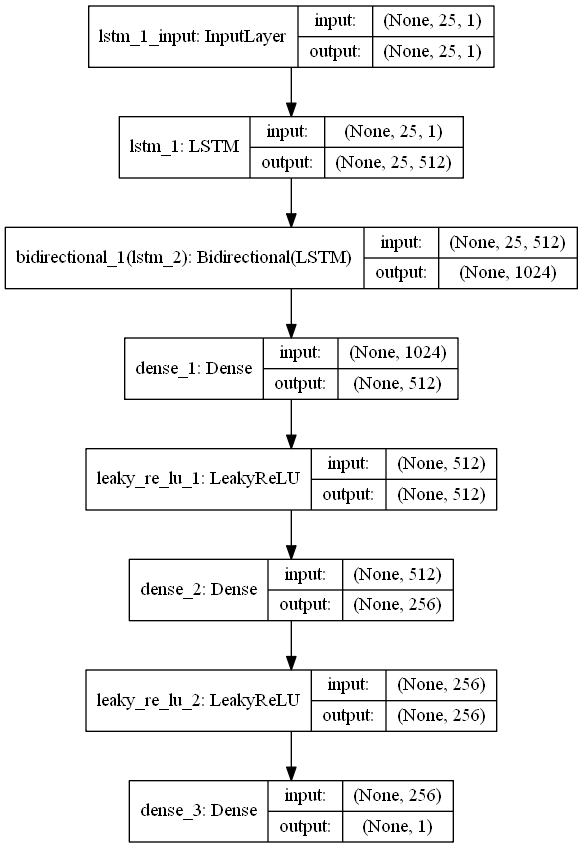 lstm_1_input: InputLayer
input: (None, 25, 1)
output: (None, 25, 1)
lstm_1: LSTM
input: (None, 25, 1)
output: (None, 25, 512)
bidirectional_1(lstm_2): Bidirectional(LSTM)
input: (None, 25, 512)
output: (None, 1024)
dense_1: Dense
input: (None, 1024)
output: (None, 512)
leaky_re_lu_1: LeakyReLU
input: (None, 512)
output: (None, 512)
dense_2: Dense
input: (None, 512)
output: (None, 256)
leaky_re_lu_2: LeakyReLU
input: (None, 256)
output: (None, 256)
dense_3: Dense
input: (None, 256)
output: (None, 1)